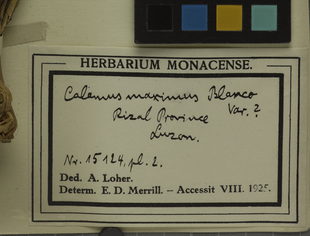 HERBARIUM MONACENSE.
Calamus maximus Blanco
Var. ?
Rizal Province
Luzon.
Nr. 15124, pl. 2.
Ded. A. Loher.
Determ. E. D. Merrill. – Accessit VIII. 1925.